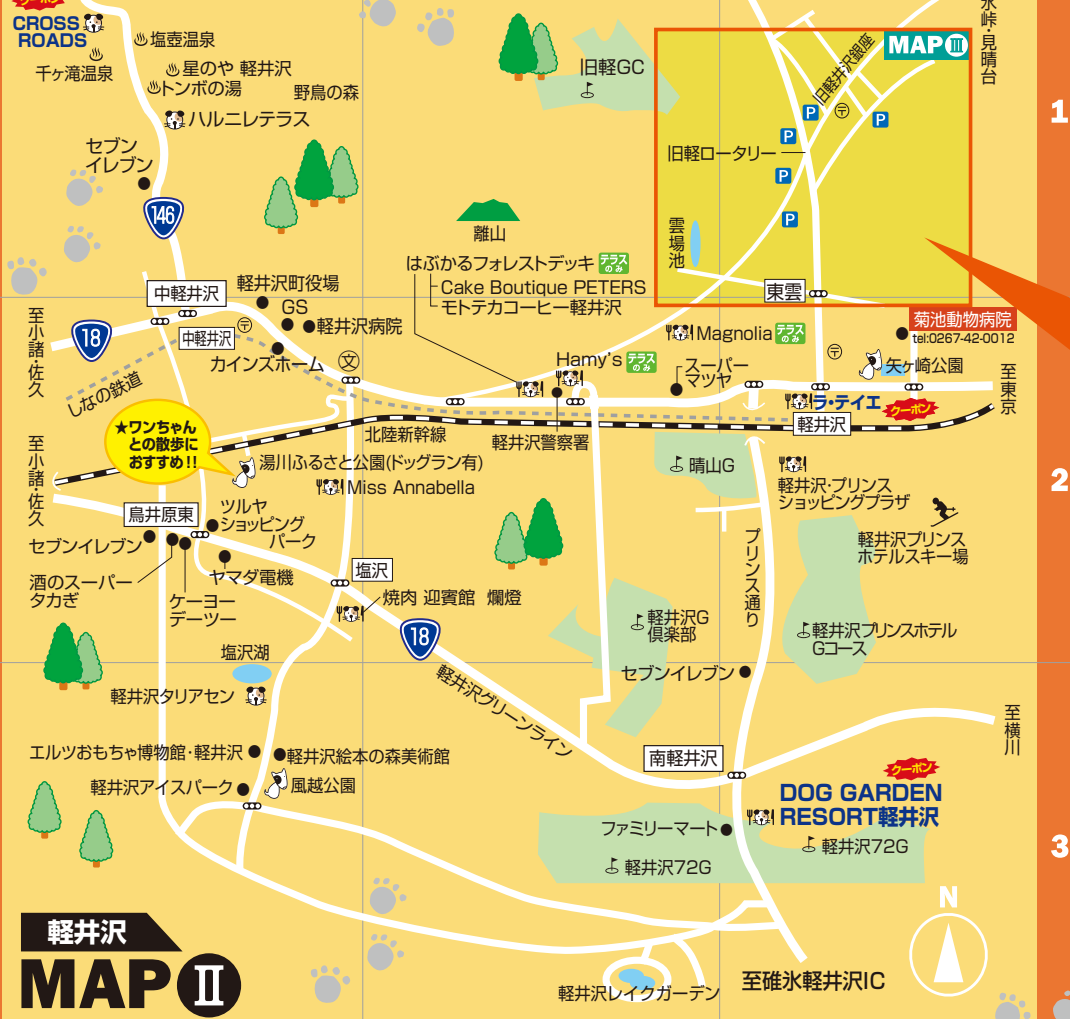 クーポン
CROSS
ROADS
塩壺温泉
千ヶ滝温泉
星のや 軽井沢
トンボの湯
野鳥の森
ハルニレテラス
セブン
イレブン
146
旧軽GC
MAPⅢ
旧軽井沢銀座
〒
P
P
P
P
P
旧軽ロータリー
雲場池
東雲
氷峠・見晴台
1
離山
はぶかるフォレストデッキ テラスのみ
Cake Boutique PETERS
モトテカコーヒー軽井沢
中軽井沢
軽井沢町役場
GS
軽井沢病院
〒
中軽井沢
カインズホーム
文
至小諸・佐久
18
しなの鉄道
Magnolia テラスのみ
菊池動物病院
tel:0267-42-0012
Hamy's テラスのみ
スーパー
マツヤ
〒
矢ヶ崎公園
至東京
ラ・テイエ
クーポン
軽井沢
★ワンちゃん
との散歩に
おすすめ!!
北陸新幹線
軽井沢警察署
至小諸・佐久
湯川ふるさと公園(ドッグラン有)
Miss Annabella
晴山G
軽井沢・プリンス
ショッピングプラザ
2
鳥井原東
ツルヤ
ショッピング
パーク
セブンイレブン
酒のスーパー
タカぎ
ケーヨー
デーツー
ヤマダ電機
塩沢
焼肉 迎賓館 爛燈
18
プリンス通り
軽井沢プリンス
ホテルスキー場
軽井沢G
倶楽部
軽井沢プリンスホテル
Gコース
塩沢湖
軽井沢タリアセン
セブンイレブン
軽井沢グリーンライン
至横川
エルツおもちゃ博物館・軽井沢
軽井沢絵本の森美術館
軽井沢アイスパーク
風越公園
南軽井沢
クーポン
DOG GARDEN
RESORT軽井沢
ファミリーマート
軽井沢72G
軽井沢72G
3
N
軽井沢
MAPⅡ
軽井沢レイクガーデン
至碓氷軽井沢IC